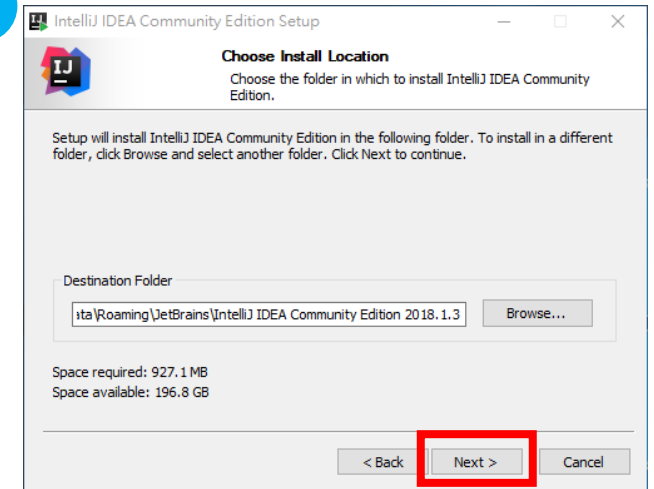 IntelliJ IDEA Community Edition Setup
IJ
Choose Install Location
Choose the folder in which to install IntelliJ IDEA Community
Edition.
Setup will install IntelliJ IDEA Community Edition in the following folder. To install in a different
folder, click Browse and select another folder. Click Next to continue.
Destination Folder
ata\Roaming\JetBrains\IntelliJ IDEA Community Edition 2018.1.3
Browse...
Space required: 927.1 MB
Space available: 196.8 GB
< Back
Next >
Cancel